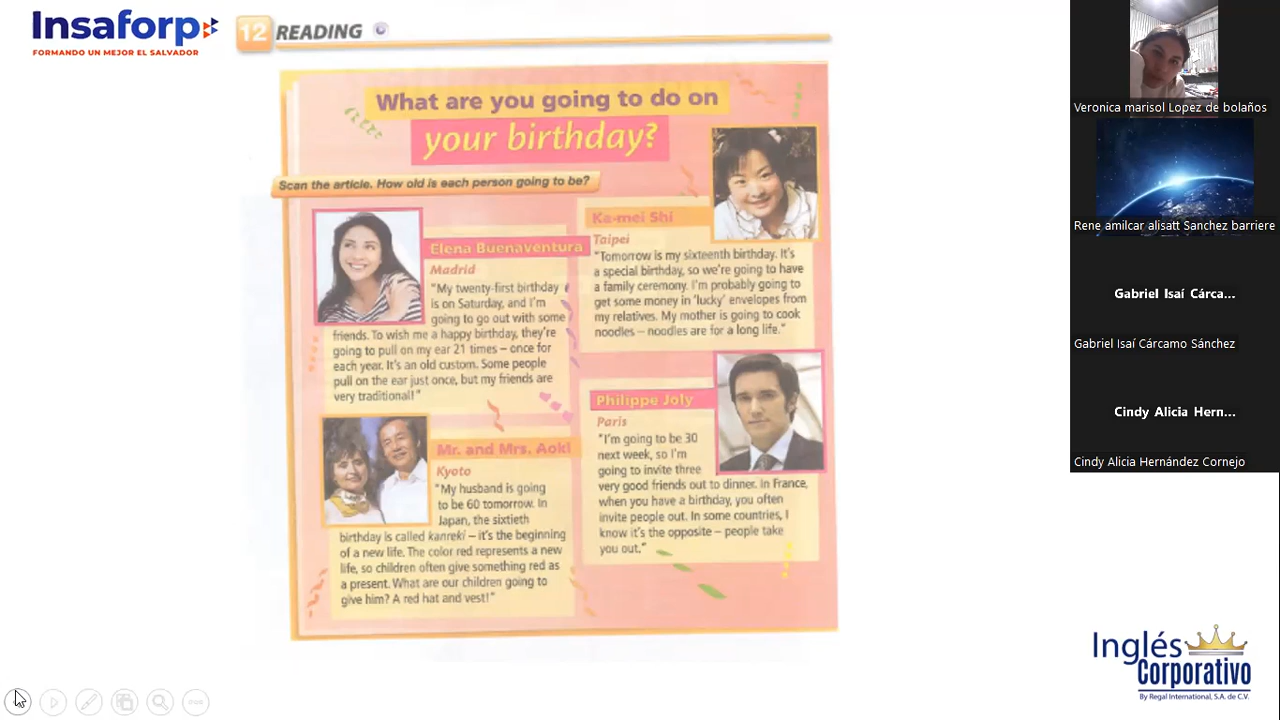 Insaforp
FORMANDO UN MEJOR EL SALVADOR
12 READING
What are you going to do on
your birthday?
Scan the article. How old is each person going to be?
Elena Buenaventura
Madrid
"My twenty-first birthday
is on Saturday, and I'm
going to go out with some
friends. To wish me a happy birthday, they're
going to pull on my ear 21 times – once for
each year. It's an old custom. Some people
pull on the ear just once, but my friends are
very traditional!"
Mr. and Mrs. Aoki
Kyoto
"My husband is going
to be 60 tomorrow. In
Japan, the sixtieth
birthday is called kanreki – it's the beginning
of a new life. The color red represents a new
life, so children often give something red as
a present. What are our children going to
give him? A red hat and vest!"
Ka-mei Shi
Taipei
"Tomorrow is my sixteenth birthday. It's
a special birthday, so we're going to have
a family ceremony. I'm probably going to
get some money in 'lucky' envelopes from
my relatives. My mother is going to cook
noodles – noodles are for a long life."
Philippe Joly
Paris
"I'm going to be 30
next week, so I'm
going to invite three
very good friends out to dinner. In France,
when you have a birthday, you often
invite people out. In some countries, I
know it's the opposite – people take
you out."
Veronica marisol Lopez de bolaños
Rene amilcar alisatt Sanchez barriere
Gabriel Isaí Cárca...
Gabriel Isaí Cárcamo Sánchez
Cindy Alicia Hern...
Cindy Alicia Hernández Cornejo
Inglés
Corporativo
By Regal International, S.A. de C.V.